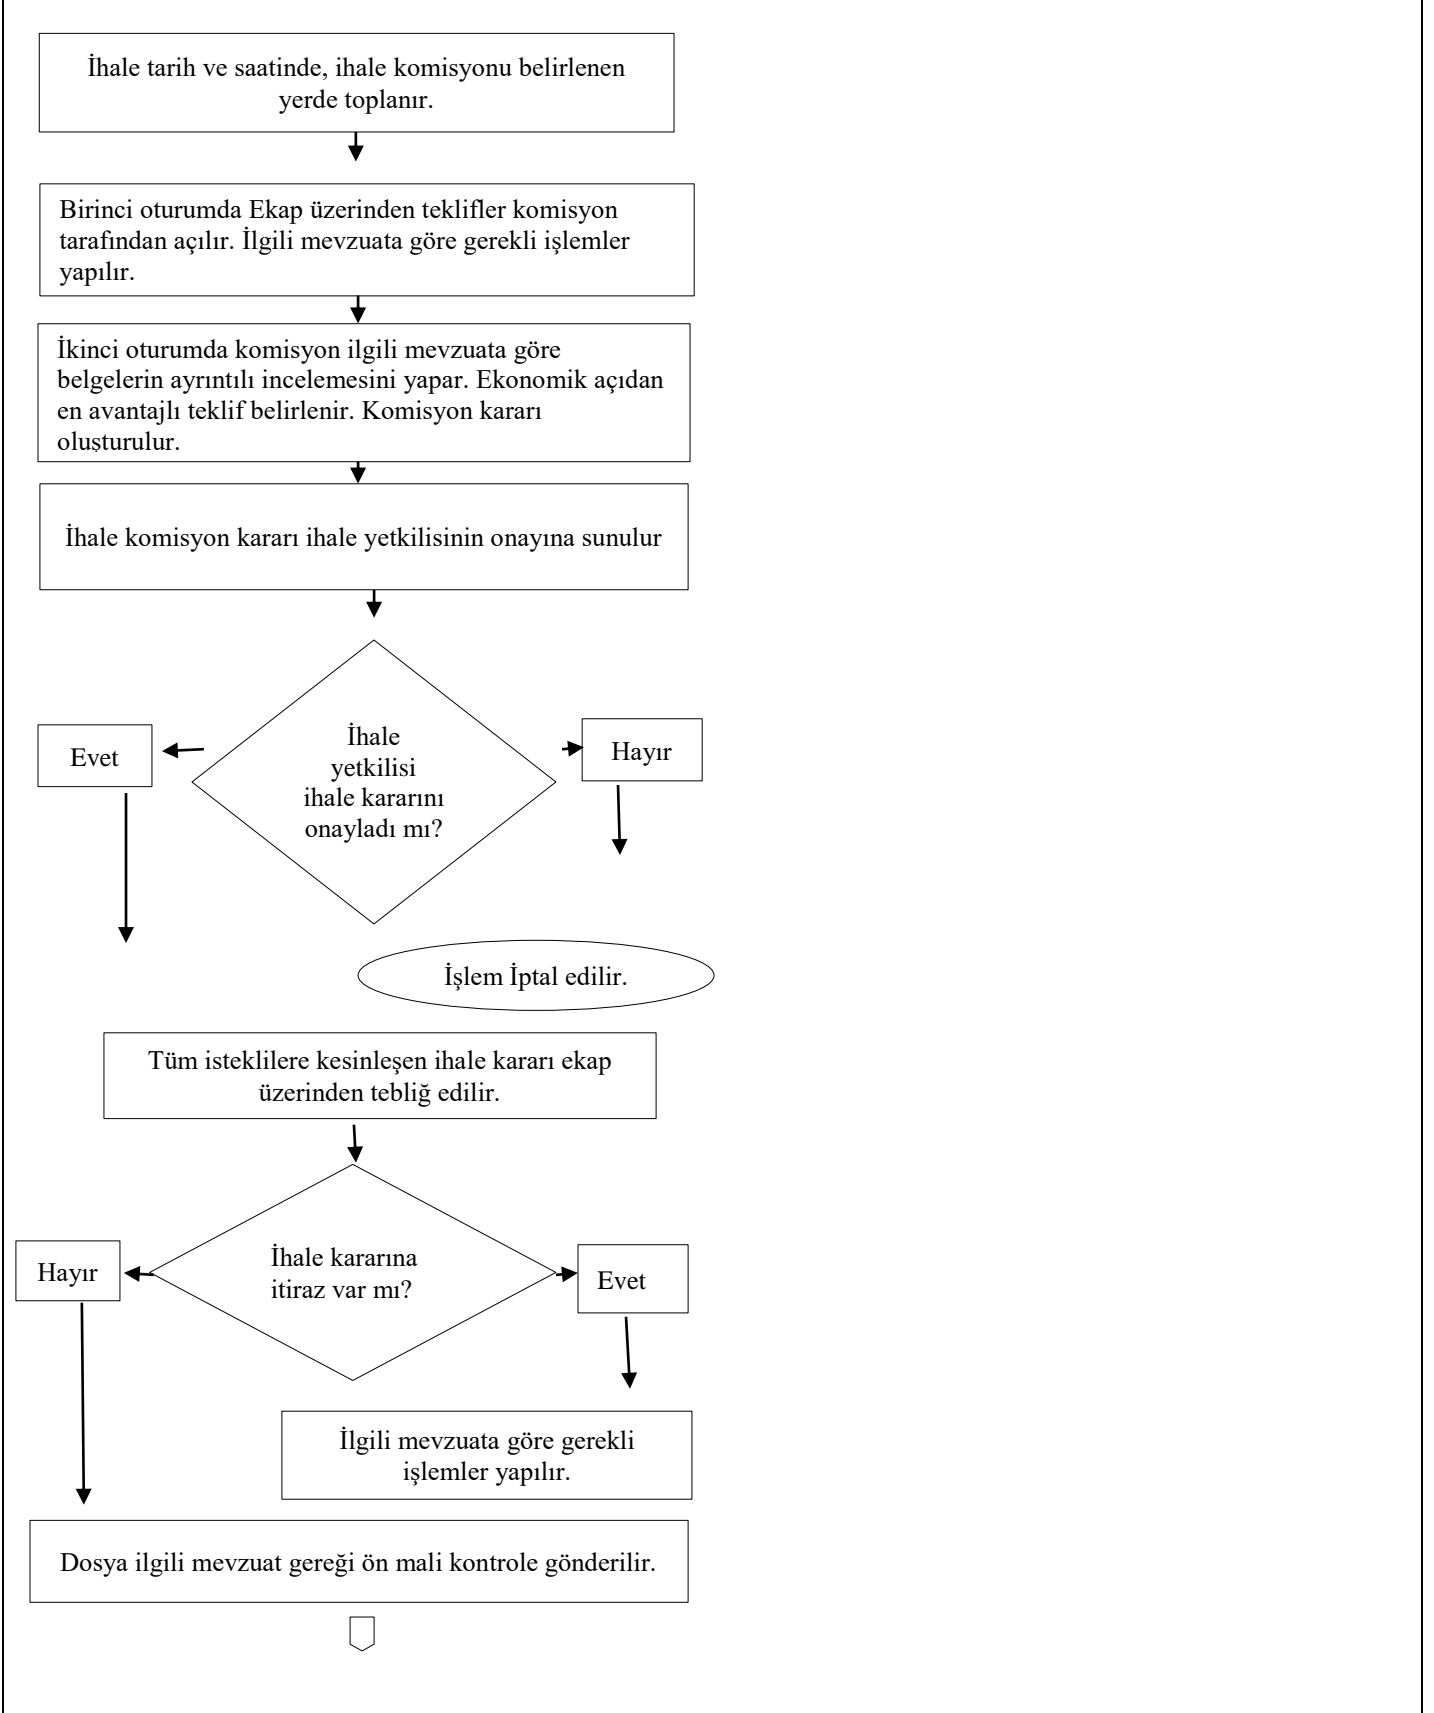 İhale tarih ve saatinde, ihale komisyonu belirlenen
yerde toplanır.
Birinci oturumda Ekap üzerinden teklifler komisyon
tarafından açılır. İlgili mevzuata göre gerekli işlemler
yapılır.
İkinci oturumda komisyon ilgili mevzuata göre
belgelerin ayrıntılı incelemesini yapar. Ekonomik açıdan
en avantajlı teklif belirlenir. Komisyon kararı
oluşturulur.
İhale komisyon kararı ihale yetkilisinin onayına sunulur
Evet
İhale
yetkilisi
ihale kararını
onayladı mı?
Hayır
İşlem İptal edilir.
Tüm isteklilere kesinleşen ihale kararı ekap
üzerinden tebliğ edilir.
Hayır
İhale kararına
itiraz var mı?
Evet
İlgili mevzuata göre gerekli
işlemler yapılır.
Dosya ilgili mevzuat gereği ön mali kontrole gönderilir.